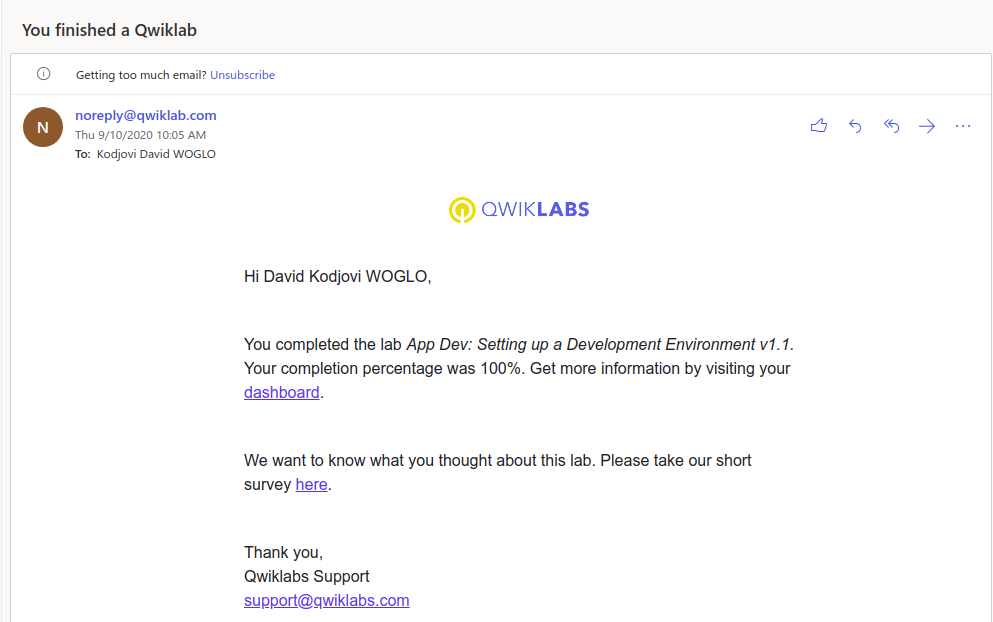 You finished a Qwiklab
Getting too much email? Unsubscribe
N
noreply@qwiklab.com
Thu 9/10/2020 10:05 AM
To: Kodjovi David WOGLO
QWIKLABS
Hi David Kodjovi WOGLO,
You completed the lab App Dev: Setting up a Development Environment v1.1.
Your completion percentage was 100%. Get more information by visiting your
dashboard.
We want to know what you thought about this lab. Please take our short
survey here.
Thank you,
Qwiklabs Support
support@qwiklabs.com